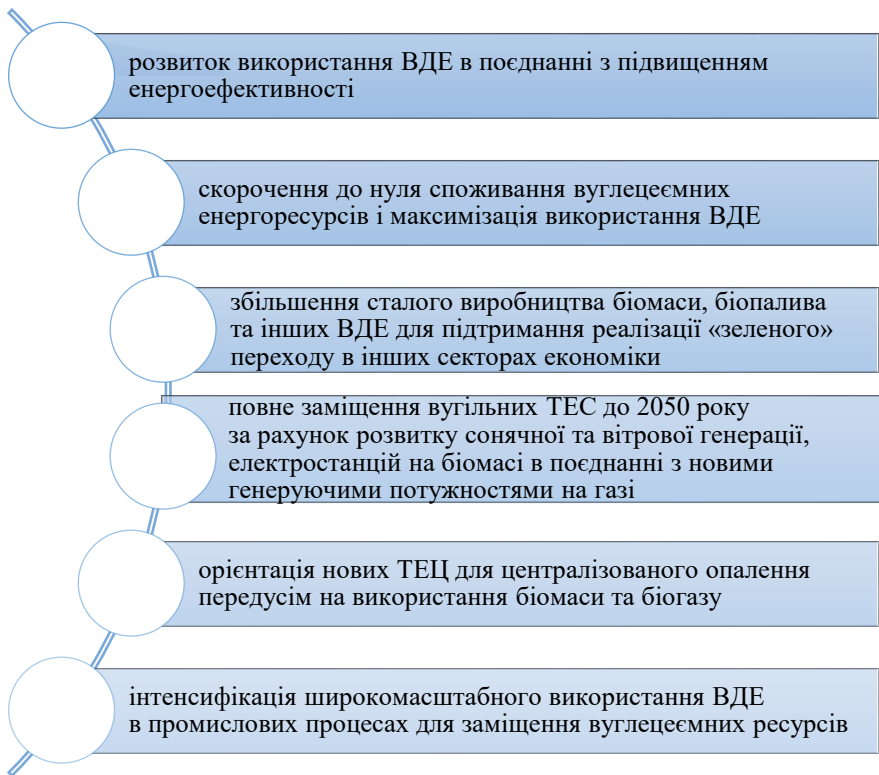 розвиток використання ВДЕ в поєднанні з підвищенням
енергоефективності
скорочення до нуля споживання вуглецеємних
енергоресурсів і максимізація використання ВДЕ
збільшення сталого виробництва біомаси, біопалива
та інших ВДЕ для підтримання реалізації «зеленого»
переходу в інших секторах економіки
повне заміщення вугільних ТЕС до 2050 року
за рахунок розвитку сонячної та вітрової генерації,
електростанцій на біомасі в поєднанні з новими
генеруючими потужностями на газі
орієнтація нових ТЕЦ для централізованого опалення
передусім на використання біомаси та біогазу
інтенсифікація широкомасштабного використання ВДЕ
в промислових процесах для заміщення вуглецеємних ресурсів